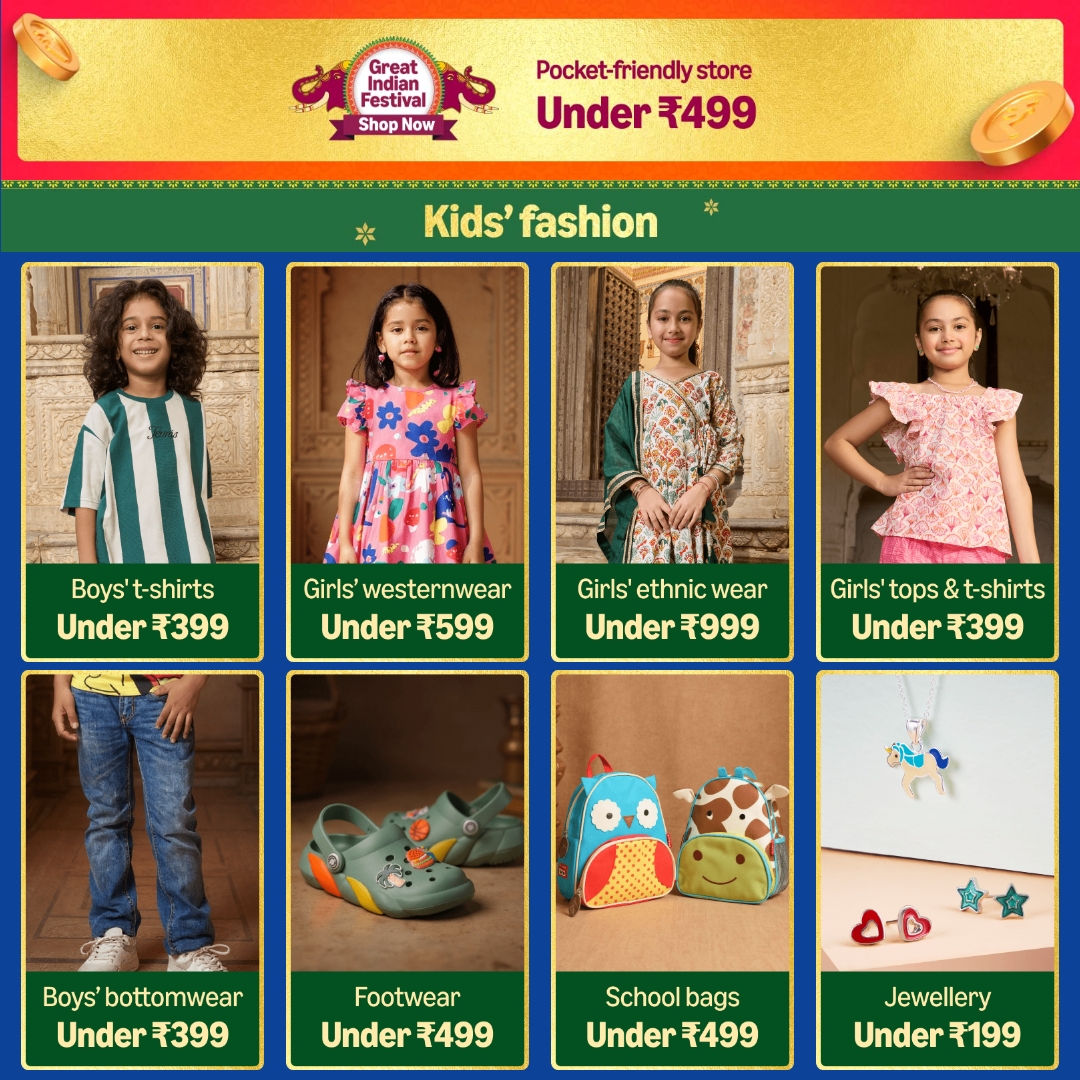 Great
Indian
Festival
Shop Now
Pocket-friendly store
Under ₹499
Kids’ fashion
Tennis
Boys' t-shirts
Under ₹399
Girls’ westernwear
Under ₹599
Girls' ethnic wear
Under ₹999
Girls' tops & t-shirts
Under ₹399
Boys’ bottomwear
Under ₹399
Footwear
Under ₹499
School bags
Under ₹499
Jewellery
Under ₹199